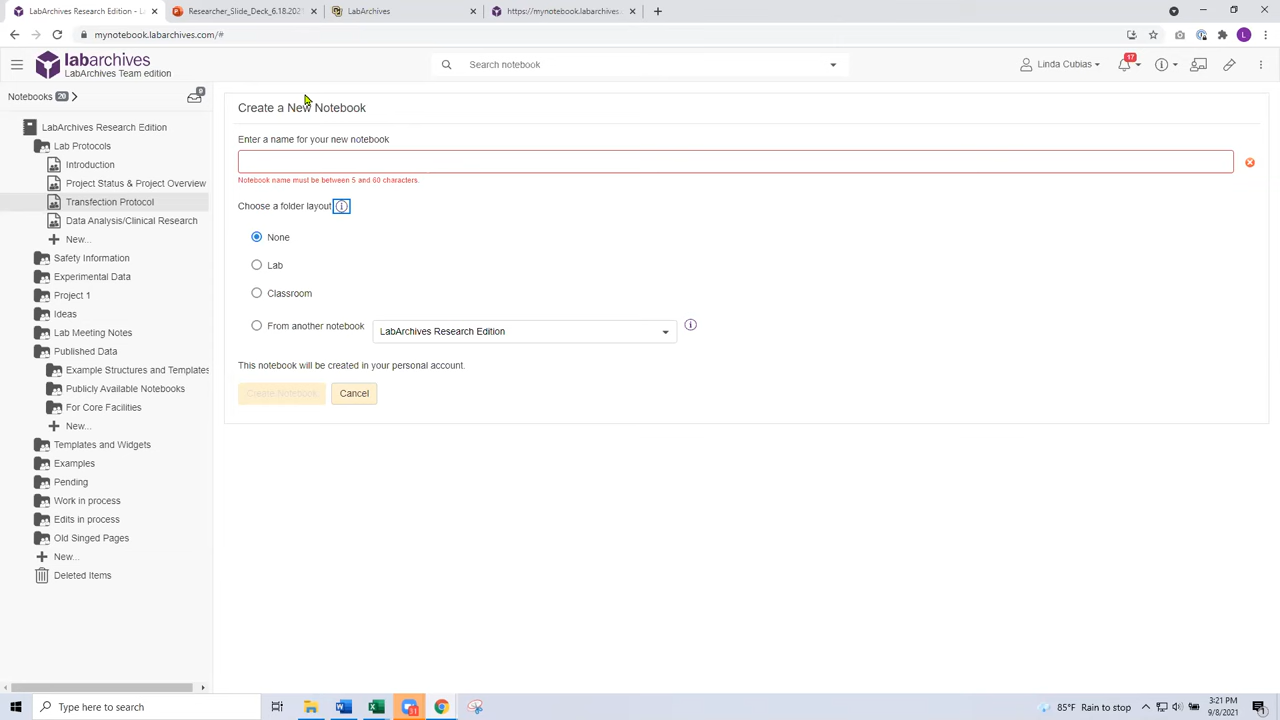 LabArchives Research Edition -
Researcher_Slide_Deck_6.18.202
LabArchives
https://mynotebook.labarchives.
mynotebook.labarchives.com/#
L
labarchives
LabArchives Team edition
Search notebook
Linda Cubias
17
Notebooks 20
0
LabArchives Research Edition
Lab Protocols
Introduction
Project Status & Project Overview
Transfection Protocol
Data Analysis/Clinical Research
New...
Safety Information
Experimental Data
Project 1
Ideas
Lab Meeting Notes
Published Data
Example Structures and Templates
Publicly Available Notebooks
For Core Facilities
New...
Templates and Widgets
Examples
Pending
Work in process
Edits in process
Old Singed Pages
New...
Deleted Items
Create a New Notebook
Enter a name for your new notebook
Notebook name must be between 5 and 60 characters.
Choose a folder layout
None
Lab
Classroom
From another notebook
LabArchives Research Edition
This notebook will be created in your personal account.
Create Notebook
Cancel
Type here to search
85°F Rain to stop
3:21 PM
9/8/2021